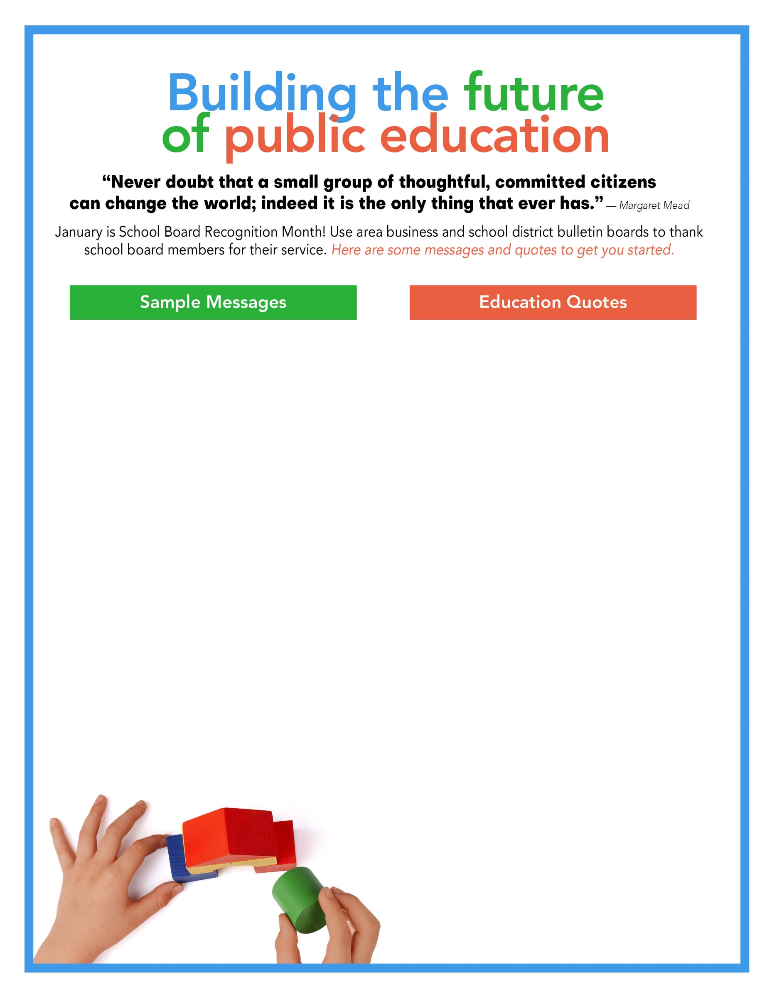 Building the future
of public education
“Never doubt that a small group of thoughtful, committed citizens
can change the world; indeed it is the only thing that ever has.” — Margaret Mead
January is School Board Recognition Month! Use area business and school district bulletin boards to thank
school board members for their service. Here are some messages and quotes to get you started.
Sample Messages
Education Quotes